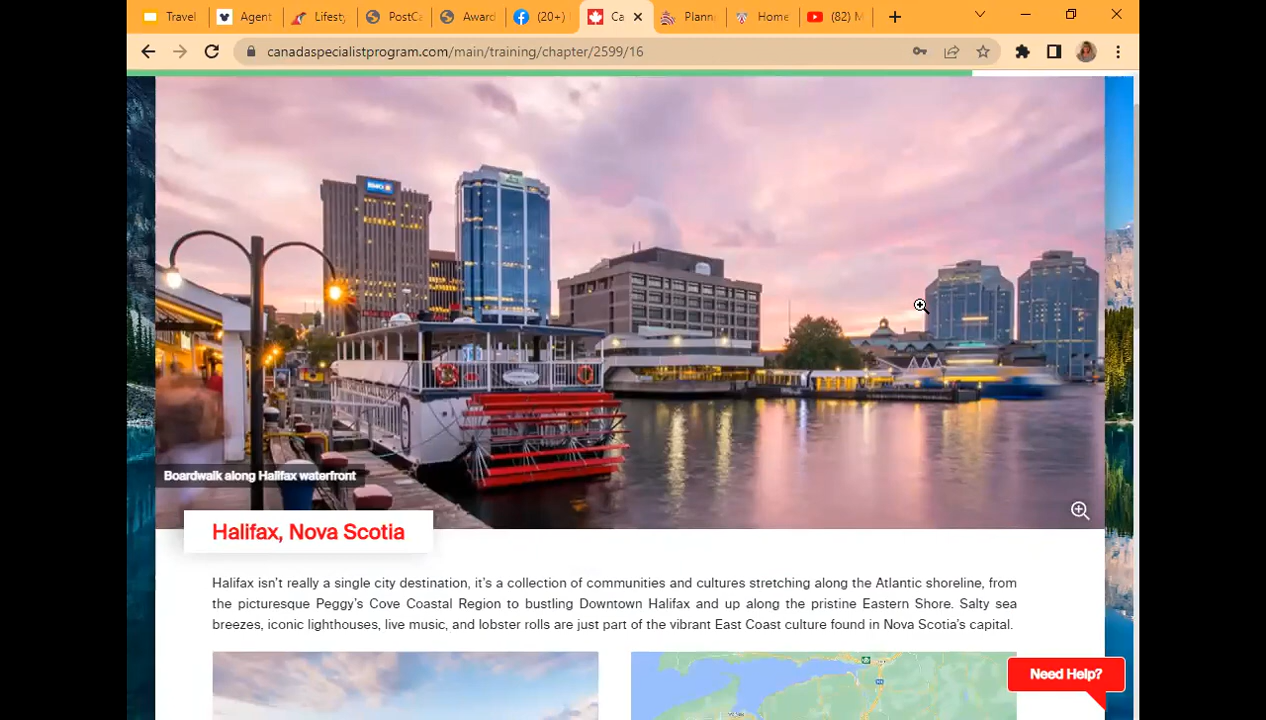 Travel
Agent
Lifesty
PostCa
Award
(20+)
Ca
Planni
Home
(82) M
canadaspecialistprogram.com/main/training/chapter/2599/16
BMO
Boardwalk along Halifax waterfront
Halifax, Nova Scotia
Halifax isn't really a single city destination, it's a collection of communities and cultures stretching along the Atlantic shoreline, from
the picturesque Peggy's Cove Coastal Region to bustling Downtown Halifax and up along the pristine Eastern Shore. Salty sea
breezes, iconic lighthouses, live music, and lobster rolls are just part of the vibrant East Coast culture found in Nova Scotia's capital.
Need Help?